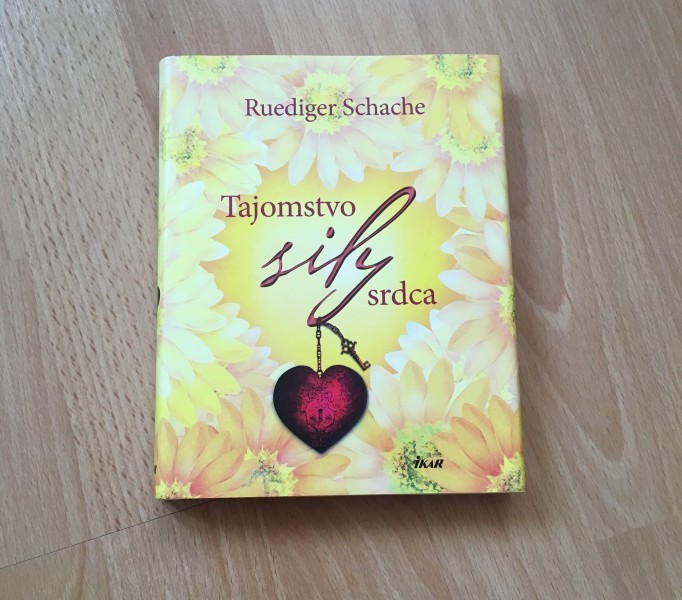 Ruediger Schache
Tajomstvo
sily
srdca
IKAR